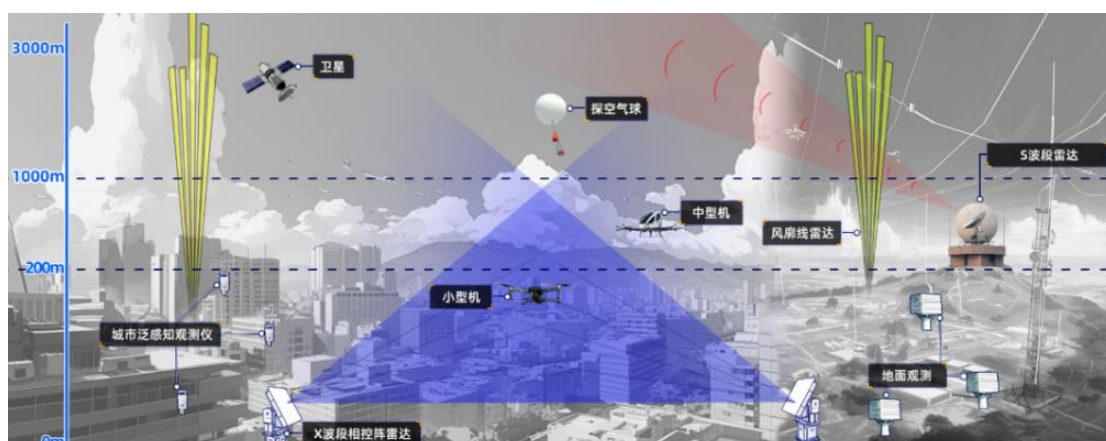 3000m
卫星
探空气球
S波段雷达
1000m
中型机
风廓线雷达
200m
小型机
城市泛感知观测仪
地面观测
X波段相控阵雷达
0m